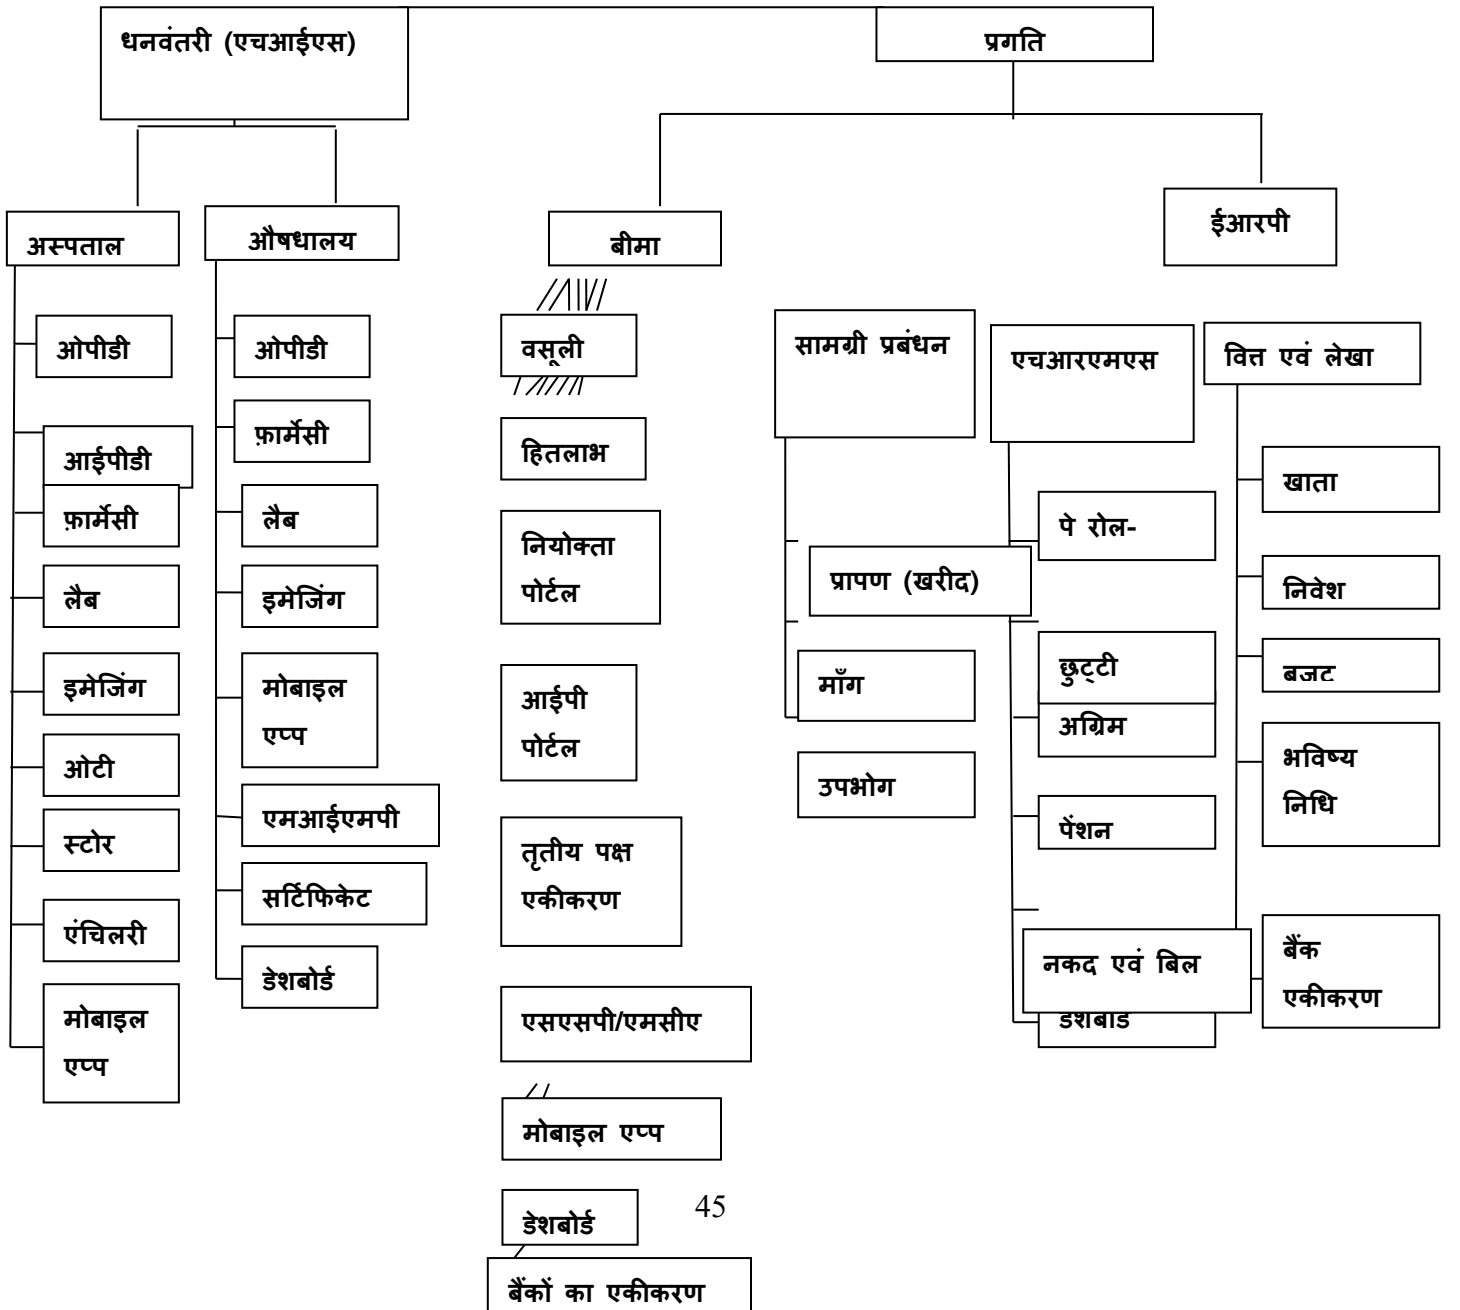 धनवंतरी (एचआईएस)
प्रगति
अस्पताल
औषधालय
बीमा
ईआरपी
ओपीडी
आईपीडी
फ़ार्मेसी
लैब
इमेजिंग
ओटी
स्टोर
एंचिलरी
मोबाइल
एप्प
ओपीडी
फ़ार्मेसी
लैब
इमेजिंग
मोबाइल
एप्प
एमआईएमपी
सर्टिफिकेट
डेशबोर्ड
वसूली
हितलाभ
नियोक्ता
पोर्टल
आईपी
पोर्टल
तृतीय पक्ष
एकीकरण
एसएसपी/एमसीए
मोबाइल एप्प
डेशबोर्ड
बैंकों का एकीकरण
सामग्री प्रबंधन
प्रापण (खरीद)
माँग
उपभोग
एचआरएमएस
पे रोल-
छुट्टी
अग्रिम
पेंशन
नकद एवं बिल
डेशबोर्ड
वित्त एवं लेखा
खाता
निवेश
बजट
भविष्य
निधि
बैंक
एकीकरण
45